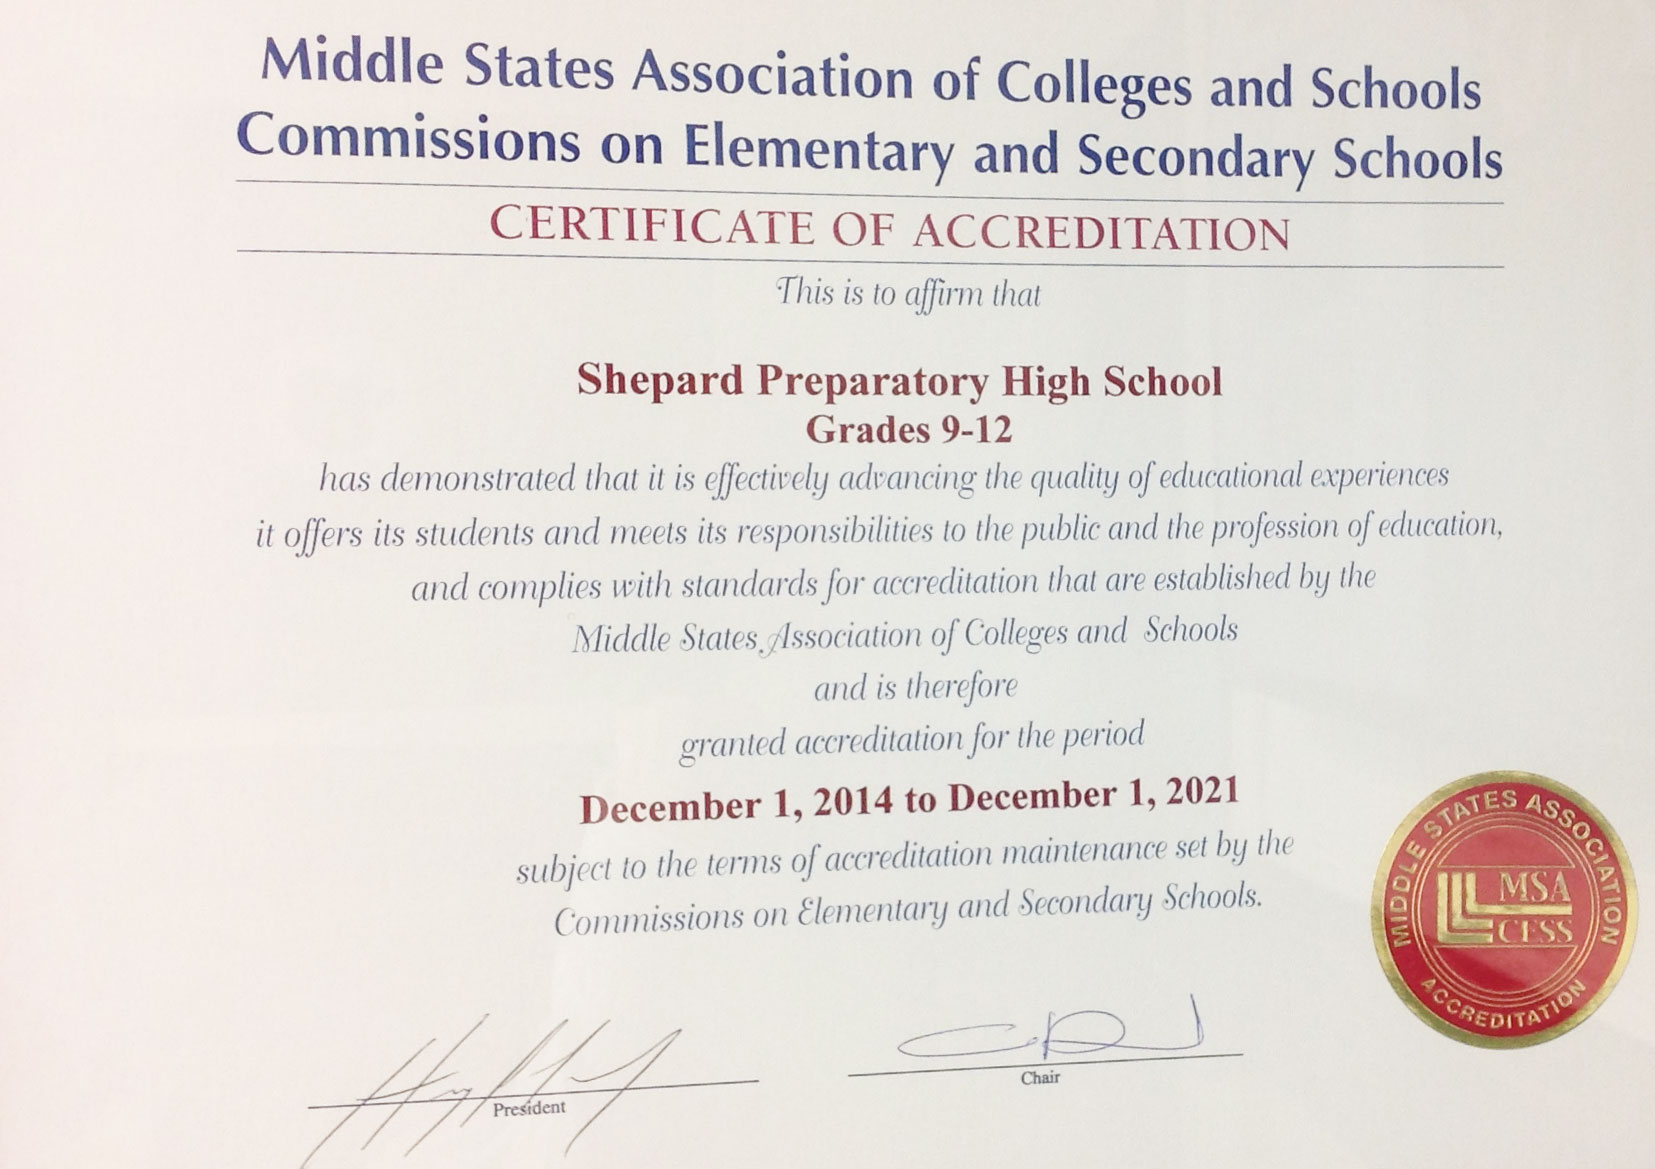 Middle States Association of Colleges and Schools
Commissions on Elementary and Secondary Schools
CERTIFICATE OF ACCREDITATION
This is to affirm that
Shepard Preparatory High School
Grades 9-12
has demonstrated that it is effectively advancing the quality of educational experiences
it offers its students and meets its responsibilities to the public and the profession of education,
and complies with standards for accreditation that are established by the
Middle States Association of Colleges and Schools
and is therefore
granted accreditation for the period
December 1, 2014 to December 1, 2021
subject to the terms of accreditation maintenance set by the
Commissions on Elementary and Secondary Schools.
MIDDLE STATES ASSOCIATION
MSA
CESS
ACCREDITATION
President
Chair